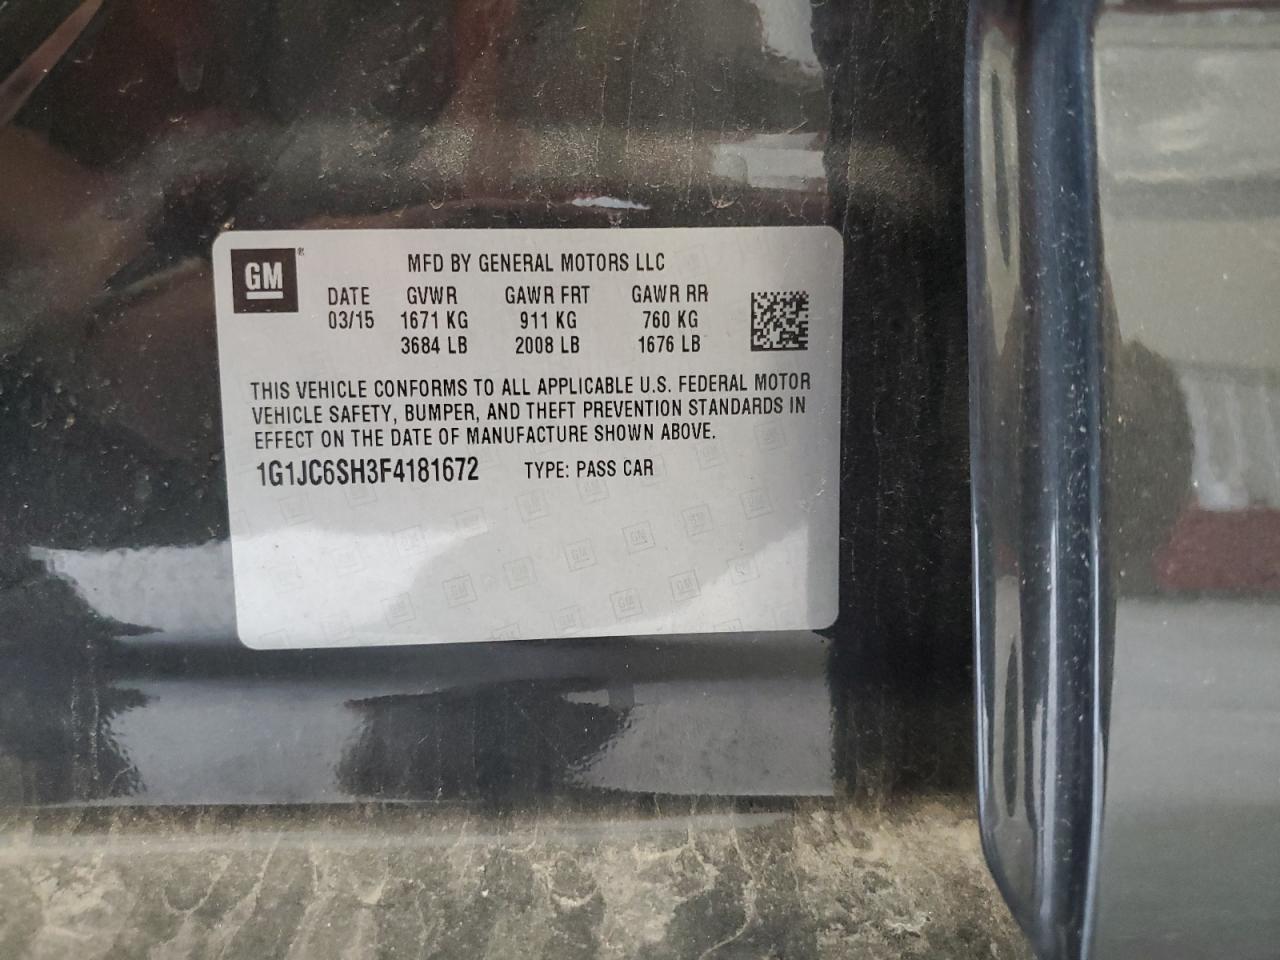 GM ®
MFD BY GENERAL MOTORS LLC
DATE GVWR GAWR FRT GAWR RR
03/15 1671 KG 911 KG 760 KG
3684 LB 2008 LB 1676 LB
THIS VEHICLE CONFORMS TO ALL APPLICABLE U.S. FEDERAL MOTOR
VEHICLE SAFETY, BUMPER, AND THEFT PREVENTION STANDARDS IN
EFFECT ON THE DATE OF MANUFACTURE SHOWN ABOVE.
1G1JC6SH3F4181672 TYPE: PASS CAR